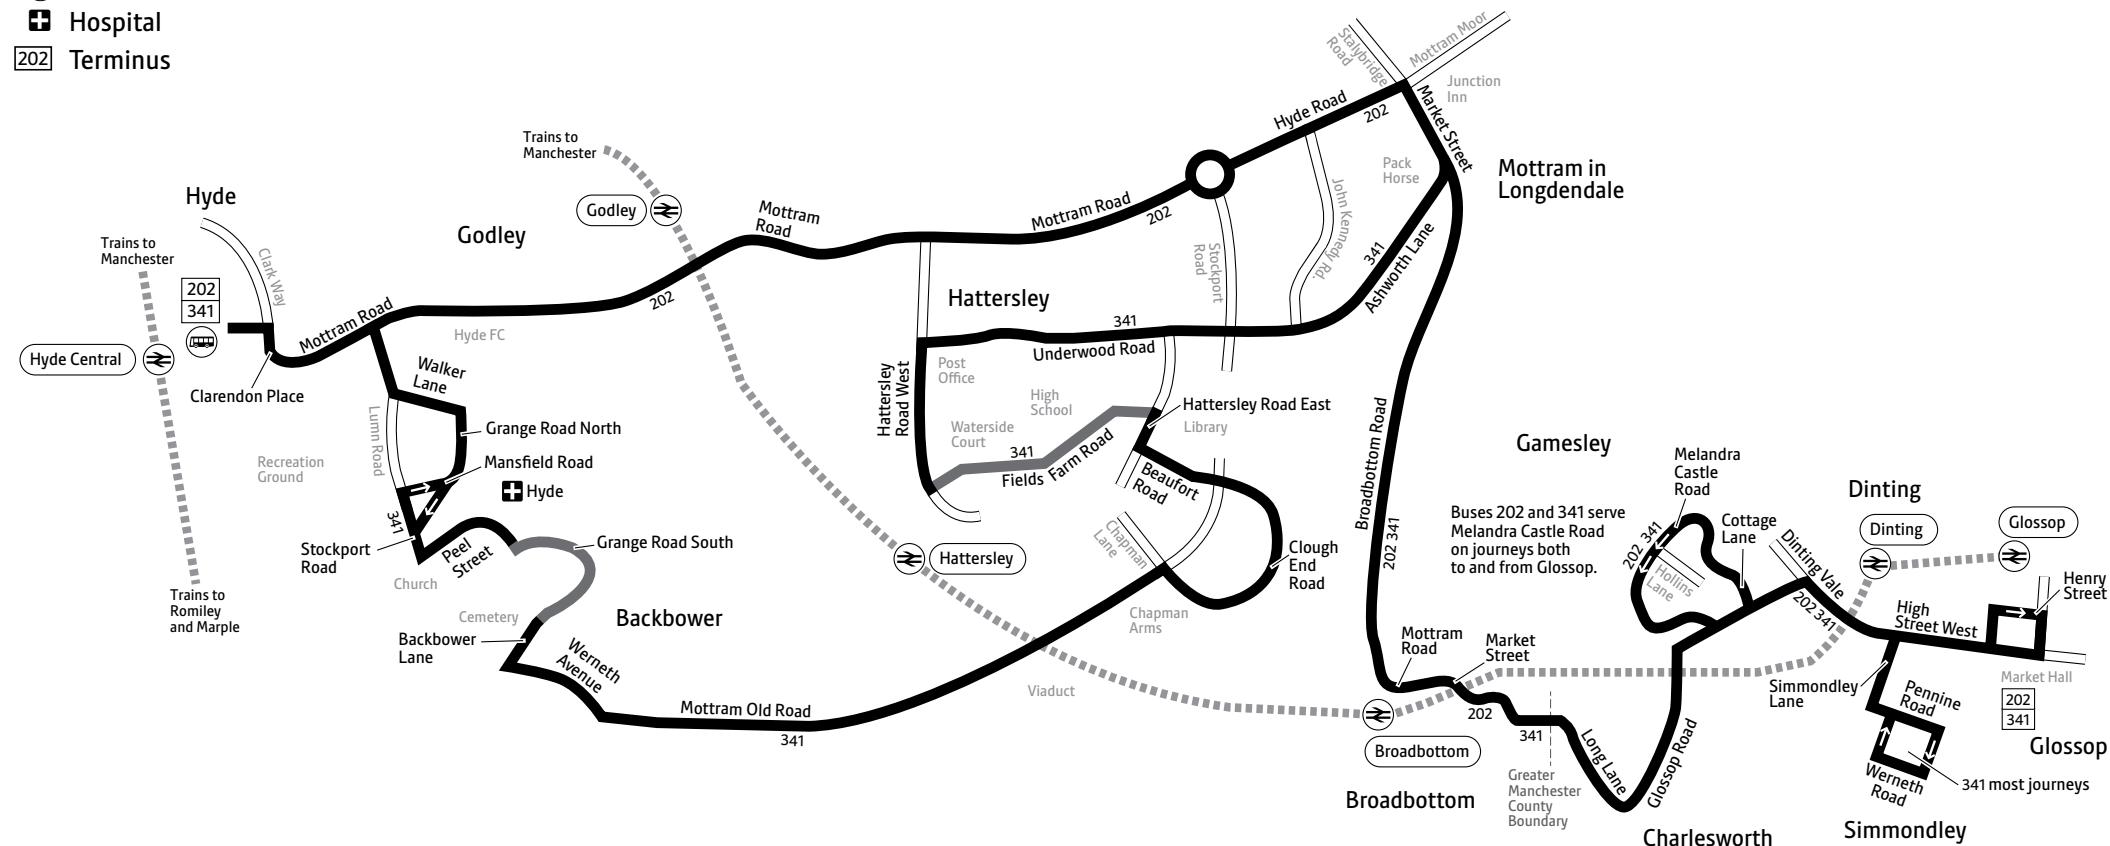 Hospital
202 Terminus
Stalybridge
Road
Mottram Moor
Junction
Inn
Hyde Road
202
Market Street
Pack
Horse
Mottram in
Longdendale
John Kennedy Rd.
Trains to
Manchester
Godley
Godley
Hyde
Trains to
Manchester
Clark Way
202
341
Hyde Central
Clarendon Place
Mottram Road
Hyde FC
202
Mottram
Road
Mottram Road
202
Stockport
Road
Hattersley
341
Underwood Road
341
Ashworth Lane
Hattersley
Road West
Post
Office
High
School
Waterside
Court
341
Fields Farm Road
Hattersley Road East
Library
Beaufort
Road
Chapman
Lane
Clough
End
Road
Chapman
Arms
Walker
Lane
Lumn Road
Grange Road North
Mansfield Road
Hyde
Recreation
Ground
341
Stockport
Road
Peel
Street
Grange Road South
Church
Cemetery
Backbower
Backbower
Lane
Werneth
Avenue
Trains to
Romiley
and Marple
Mottram Old Road
341
Hattersley
Viaduct
Broadbottom Road
202 341
Mottram
Road
Market
Street
Broadbottom
Broadbottom
202
341
Greater
Manchester
County
Boundary
Long Lane
Glossop Road
Charlesworth
Gamesley
Buses 202 and 341 serve
Melandra Castle Road
on journeys both
to and from Glossop.
Melandra
Castle
Road
202 341
Hollins
Lane
Cottage
Lane
Dinting Vale
202 341
Dinting
Dinting
Glossop
Henry
Street
High
Street West
Market Hall
202
341
Glossop
Simmondley
Lane
Pennine
Road
Werneth
Road
341 most journeys
Simmondley